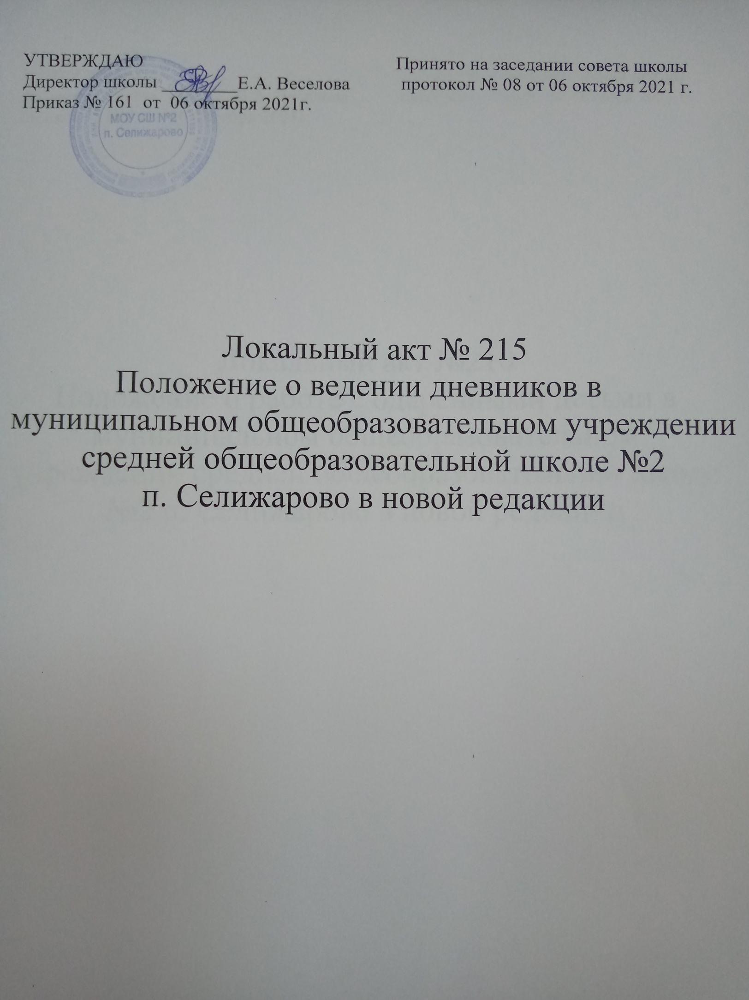 УТВЕРЖДАЮ
Директор школы _________Е.А. Веселова
Приказ № 161 от 06 октября 2021г.
Принято на заседании совета школы
протокол № 08 от 06 октября 2021 г.
МОУ СШ №2
п. Селижарово
Локальный акт № 215
Положение о ведении дневников в
муниципальном общеобразовательном учреждении
средней общеобразовательной школе №2
п. Селижарово в новой редакции